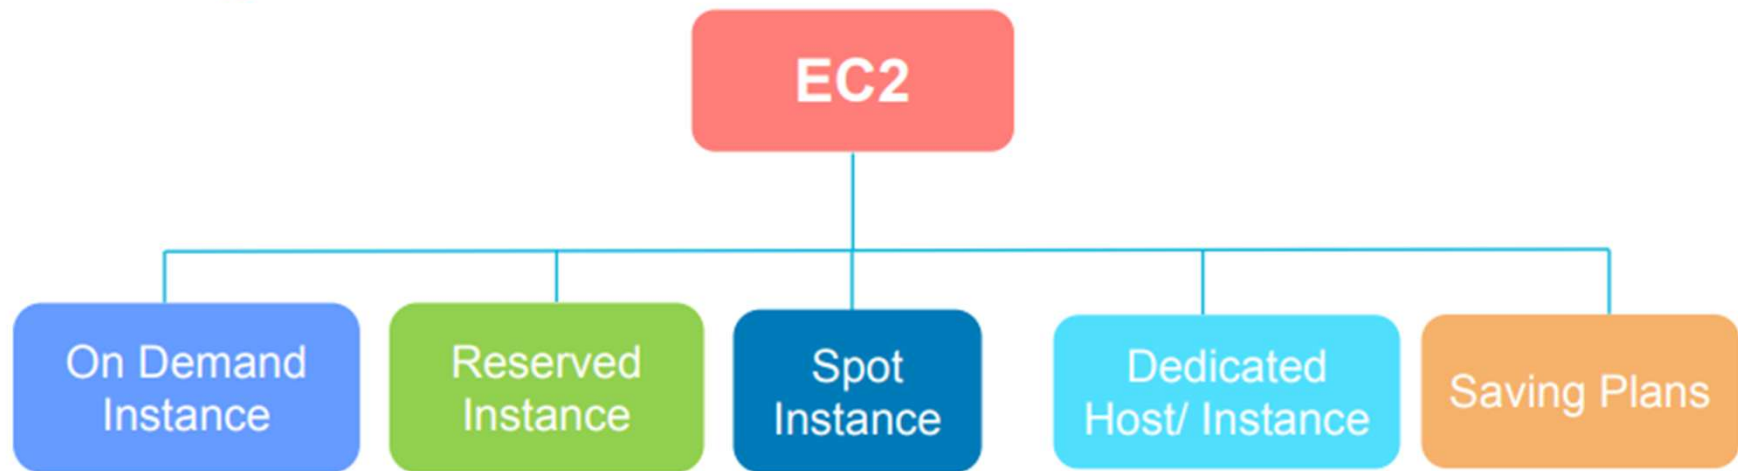 EC2
On Demand
Instance
Reserved
Instance
Spot
Instance
Dedicated
Host/ Instance
Saving Plans